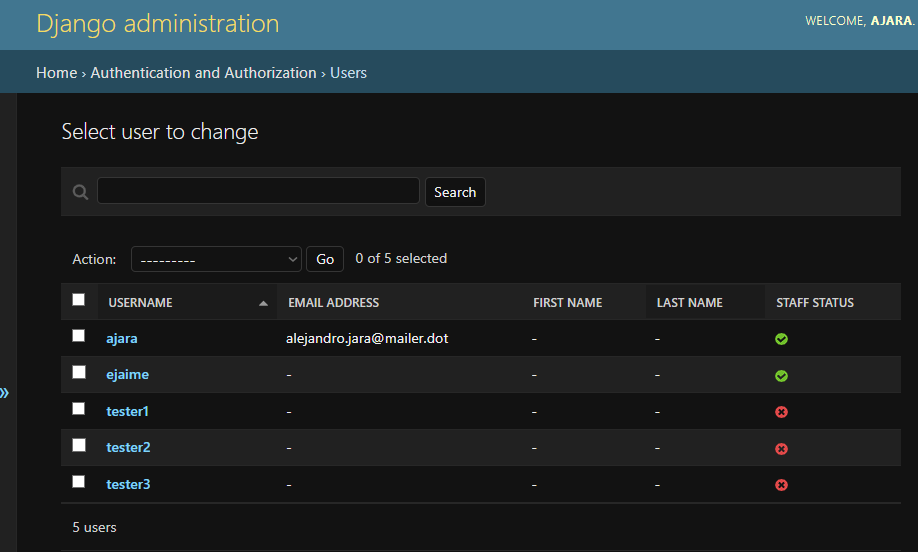 Django administration
WELCOME, AJARA.
Home › Authentication and Authorization › Users
Select user to change
Search
Action: --------- Go 0 of 5 selected
USERNAME EMAIL ADDRESS FIRST NAME LAST NAME STAFF STATUS
ajara alejandro.jara@mailer.dot - -
ejaime - - -
tester1 - - -
tester2 - - -
tester3 - - -
5 users
»